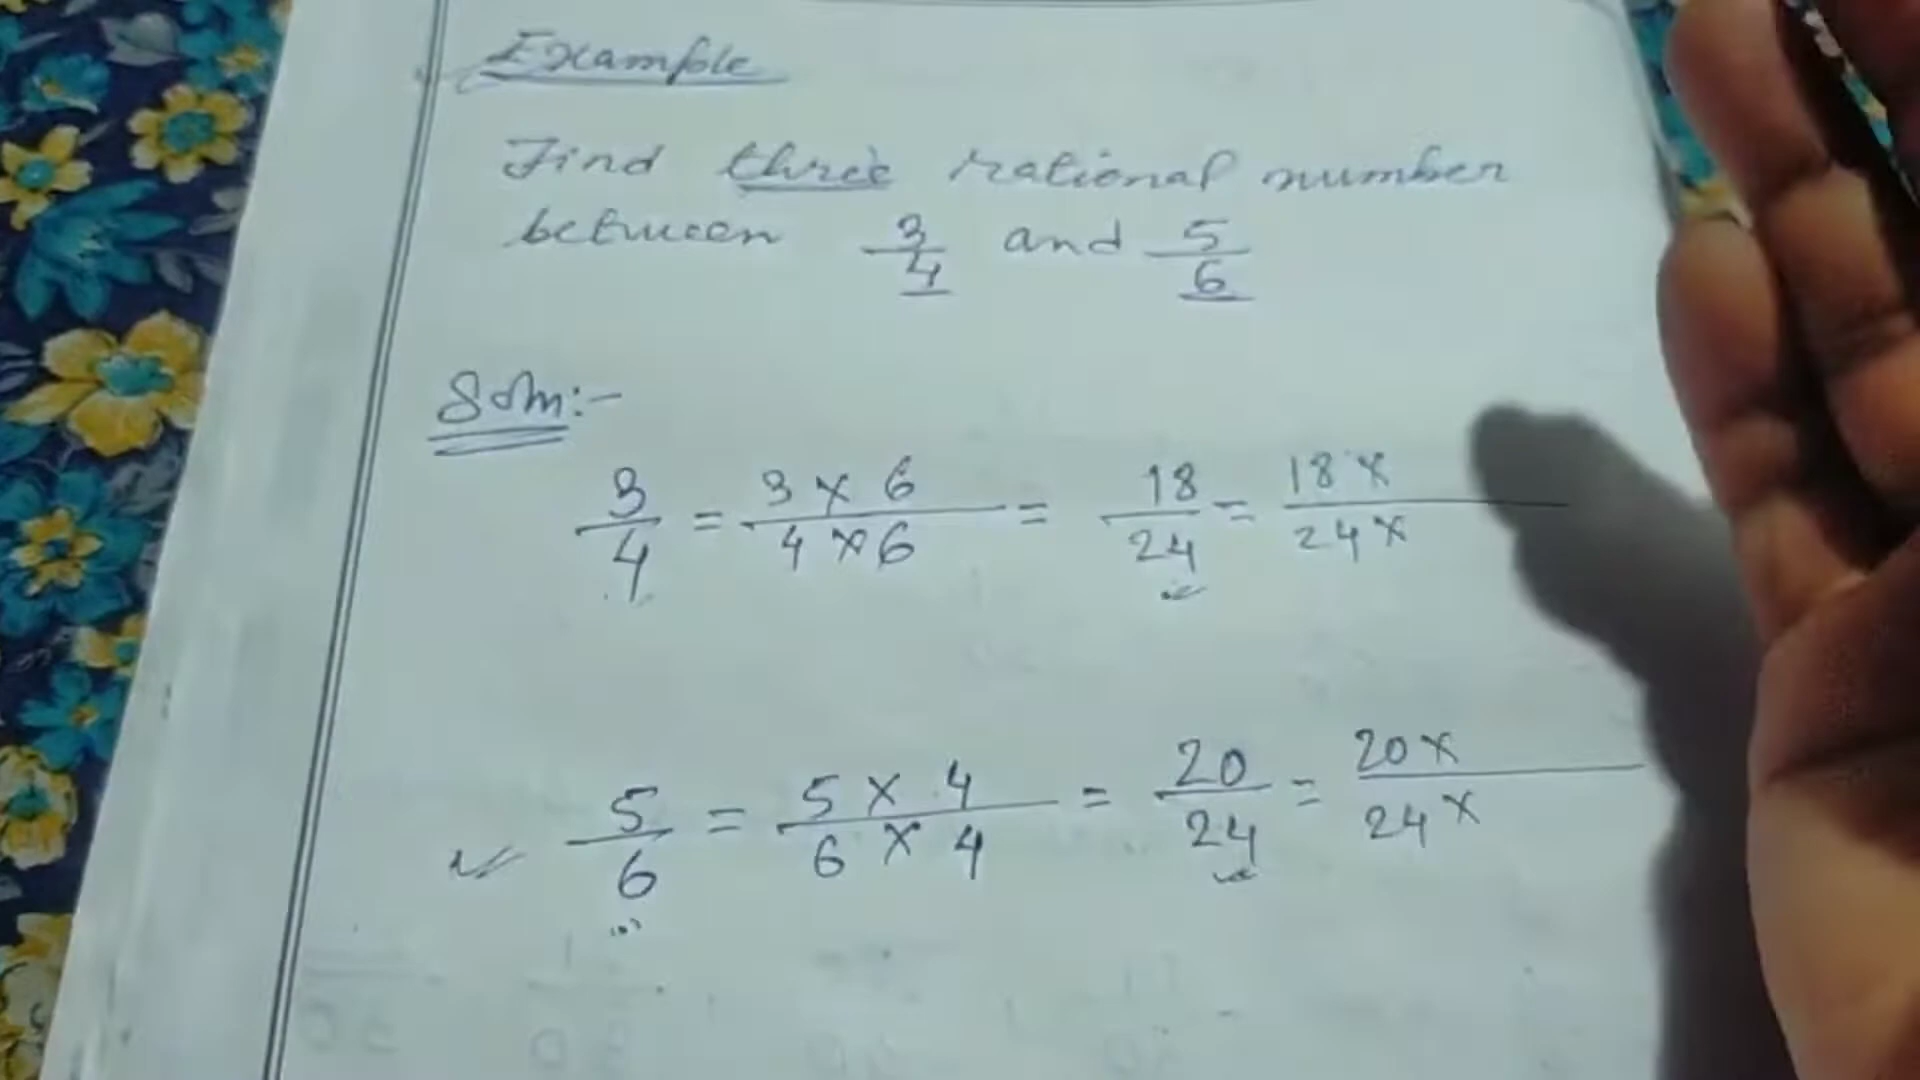 Example
Find three rational number
between 3/4 and 5/6
Soln:-
3/4 = 3 x 6 / 4 x 6 = 18/24 = 18 x / 24 x
5/6 = 5 x 4 / 6 x 4 = 20/24 = 20 x / 24 x